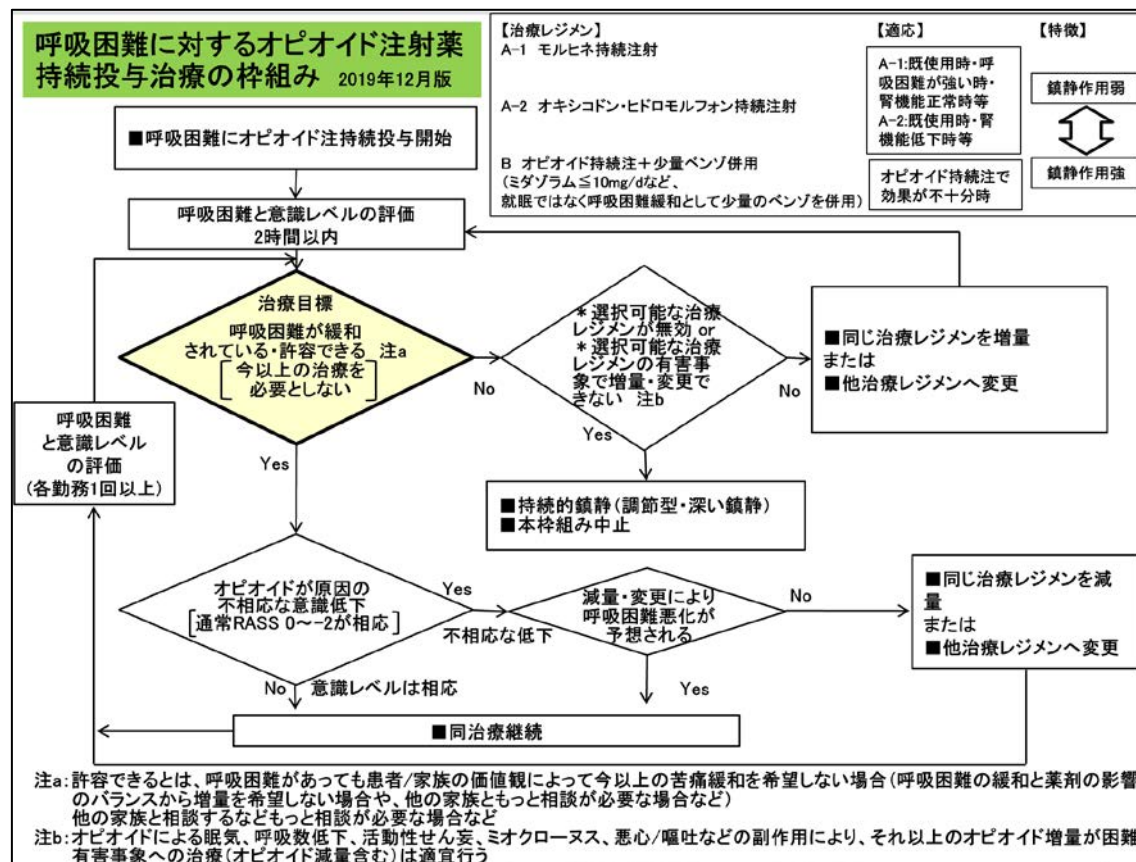 呼吸困難に対するオピオイド注射薬
持続投与治療の枠組み 2019年12月版
【治療レジメン】
A-1 モルヒネ持続注射
A-2 オキシコドン・ヒドロモルフォン持続注射
B オピオイド持続注＋少量ベンゾ併用
(ミダゾラム≦10mg/dなど、
就眠ではなく呼吸困難緩和として少量のベンゾを併用)
【適応】
A-1:既使用時・呼
吸困難が強い時・
腎機能正常時等
A-2:既使用時・腎
機能低下時等
オピオイド持続注で
効果が不十分時
【特徴】
鎮静作用弱
鎮静作用強
■呼吸困難にオピオイド注持続投与開始
呼吸困難と意識レベルの評価
2時間以内
治療目標
呼吸困難が緩和
されている・許容できる 注a
[今以上の治療を
必要としない]
No
Yes
＊選択可能な治療
レジメンが無効 or
＊選択可能な治療
レジメンの有害事
象で増量・変更で
きない 注b
No
Yes
■同じ治療レジメンを増量
または
■他治療レジメンへ変更
■持続的鎮静(調節型・深い鎮静)
■本枠組み中止
呼吸困難
と意識レベル
の評価
(各勤務1回以上)
オピオイドが原因の
不相応な意識低下
[通常RASS 0～-2が相応]
Yes
不相応な低下
No 意識レベルは相応
減量・変更により
呼吸困難悪化が
予想される
No
Yes
■同じ治療レジメンを減
量
または
■他治療レジメンへ変更
■同治療継続
注a:許容できるとは、呼吸困難があっても患者/家族の価値観によって今以上の苦痛緩和を希望しない場合(呼吸困難の緩和と薬剤の影響
のバランスから増量を希望しない場合や、他の家族ともっと相談が必要な場合など)
他の家族と相談するなどもっと相談が必要な場合など
注b:オピオイドによる眠気、呼吸数低下、活動性せん妄、ミオクローヌス、悪心/嘔吐などの副作用により、それ以上のオピオイド増量が困難
有害事象への治療(オピオイド減量含む)は適宜行う